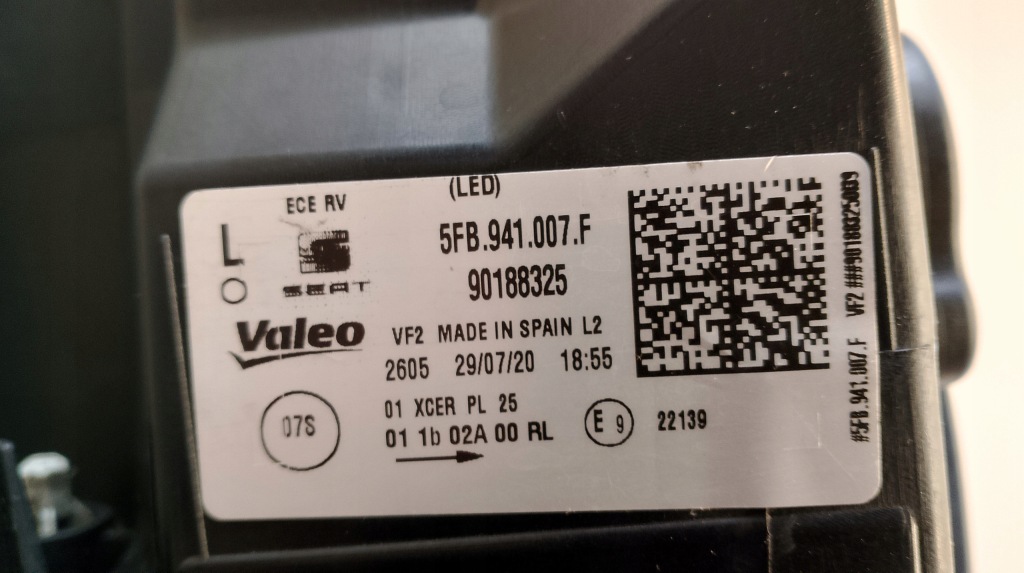 (LED)
ECE RV
L
O
SEAT
5FB.941.007.F
90188325
Valeo
VF2 MADE IN SPAIN L2
2605 29/07/20 18:55
07S
01 XCER PL 25
01 1b 02A 00 RL
E 9
22139
#5FB.941.007.F VF2 ###90188325009